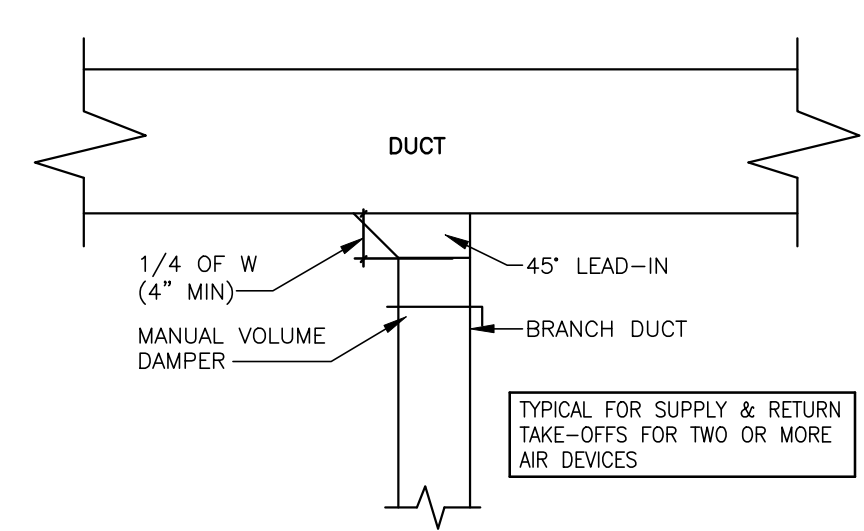 DUCT
1/4 OF W
(4" MIN)
45° LEAD-IN
MANUAL VOLUME
DAMPER
BRANCH DUCT
TYPICAL FOR SUPPLY & RETURN
TAKE-OFFS FOR TWO OR MORE
AIR DEVICES